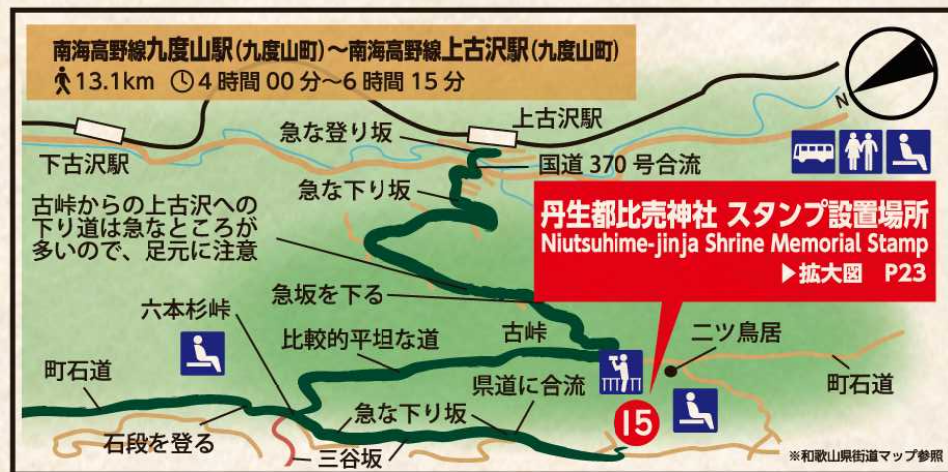 南海高野線九度山駅(九度山町)～南海高野線上古沢駅(九度山町)
13.1km 4時間00分～6時間15分
上古沢駅
急な登り坂
N
下古沢駅
国道370号合流
急な下り坂
古峠からの上古沢への
下り道は急なところが
多いので、足元に注意
丹生都比売神社 スタンプ設置場所
Niutsuhime-jinja Shrine Memorial Stamp
▶拡大図 P23
急坂を下る
六本杉峠
比較的平坦な道
古峠
二ツ鳥居
町石道
県道に合流
町石道
急な下り坂
15
石段を登る
三谷坂
※和歌山県街道マップ参照